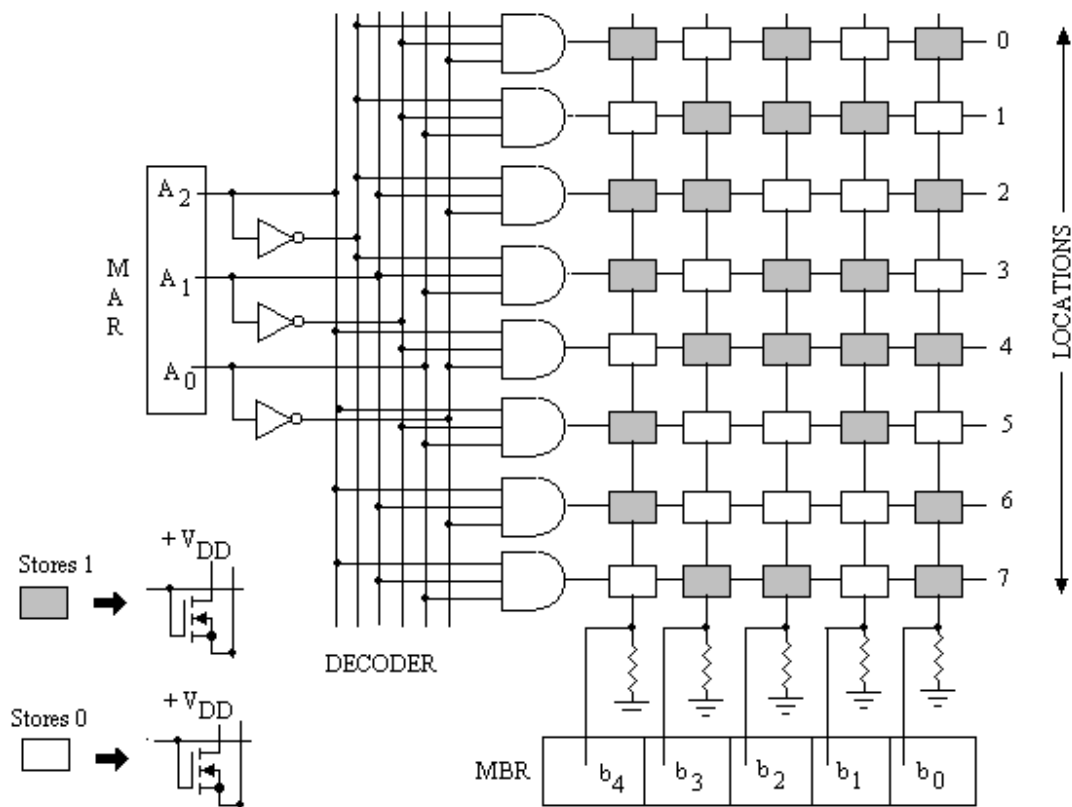 0
1
A2
2
M
A
R
A1
3
LOCATIONS
4
A0
5
6
+VDD
Stores 1
7
DECODER
+VDD
Stores 0
MBR b4 b3 b2 b1 b0